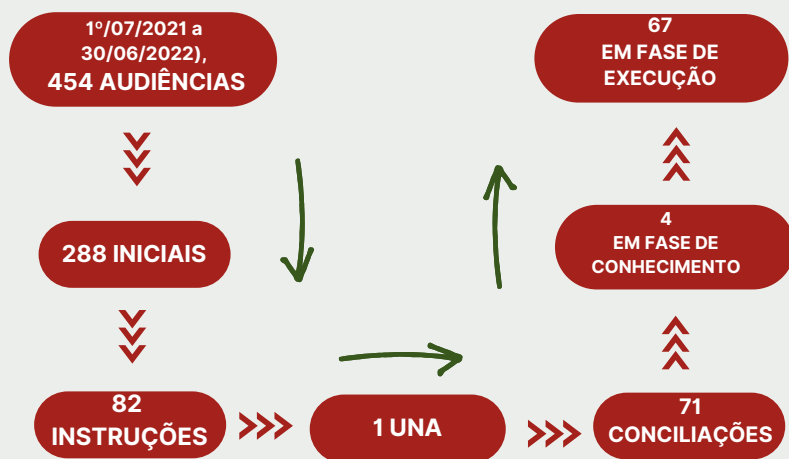 1º/07/2021 a
30/06/2022),
454 AUDIÊNCIAS
288 INICIAIS
82
INSTRUÇÕES
1 UNA
71
CONCILIAÇÕES
4
EM FASE DE
CONHECIMENTO
67
EM FASE DE
EXECUÇÃO